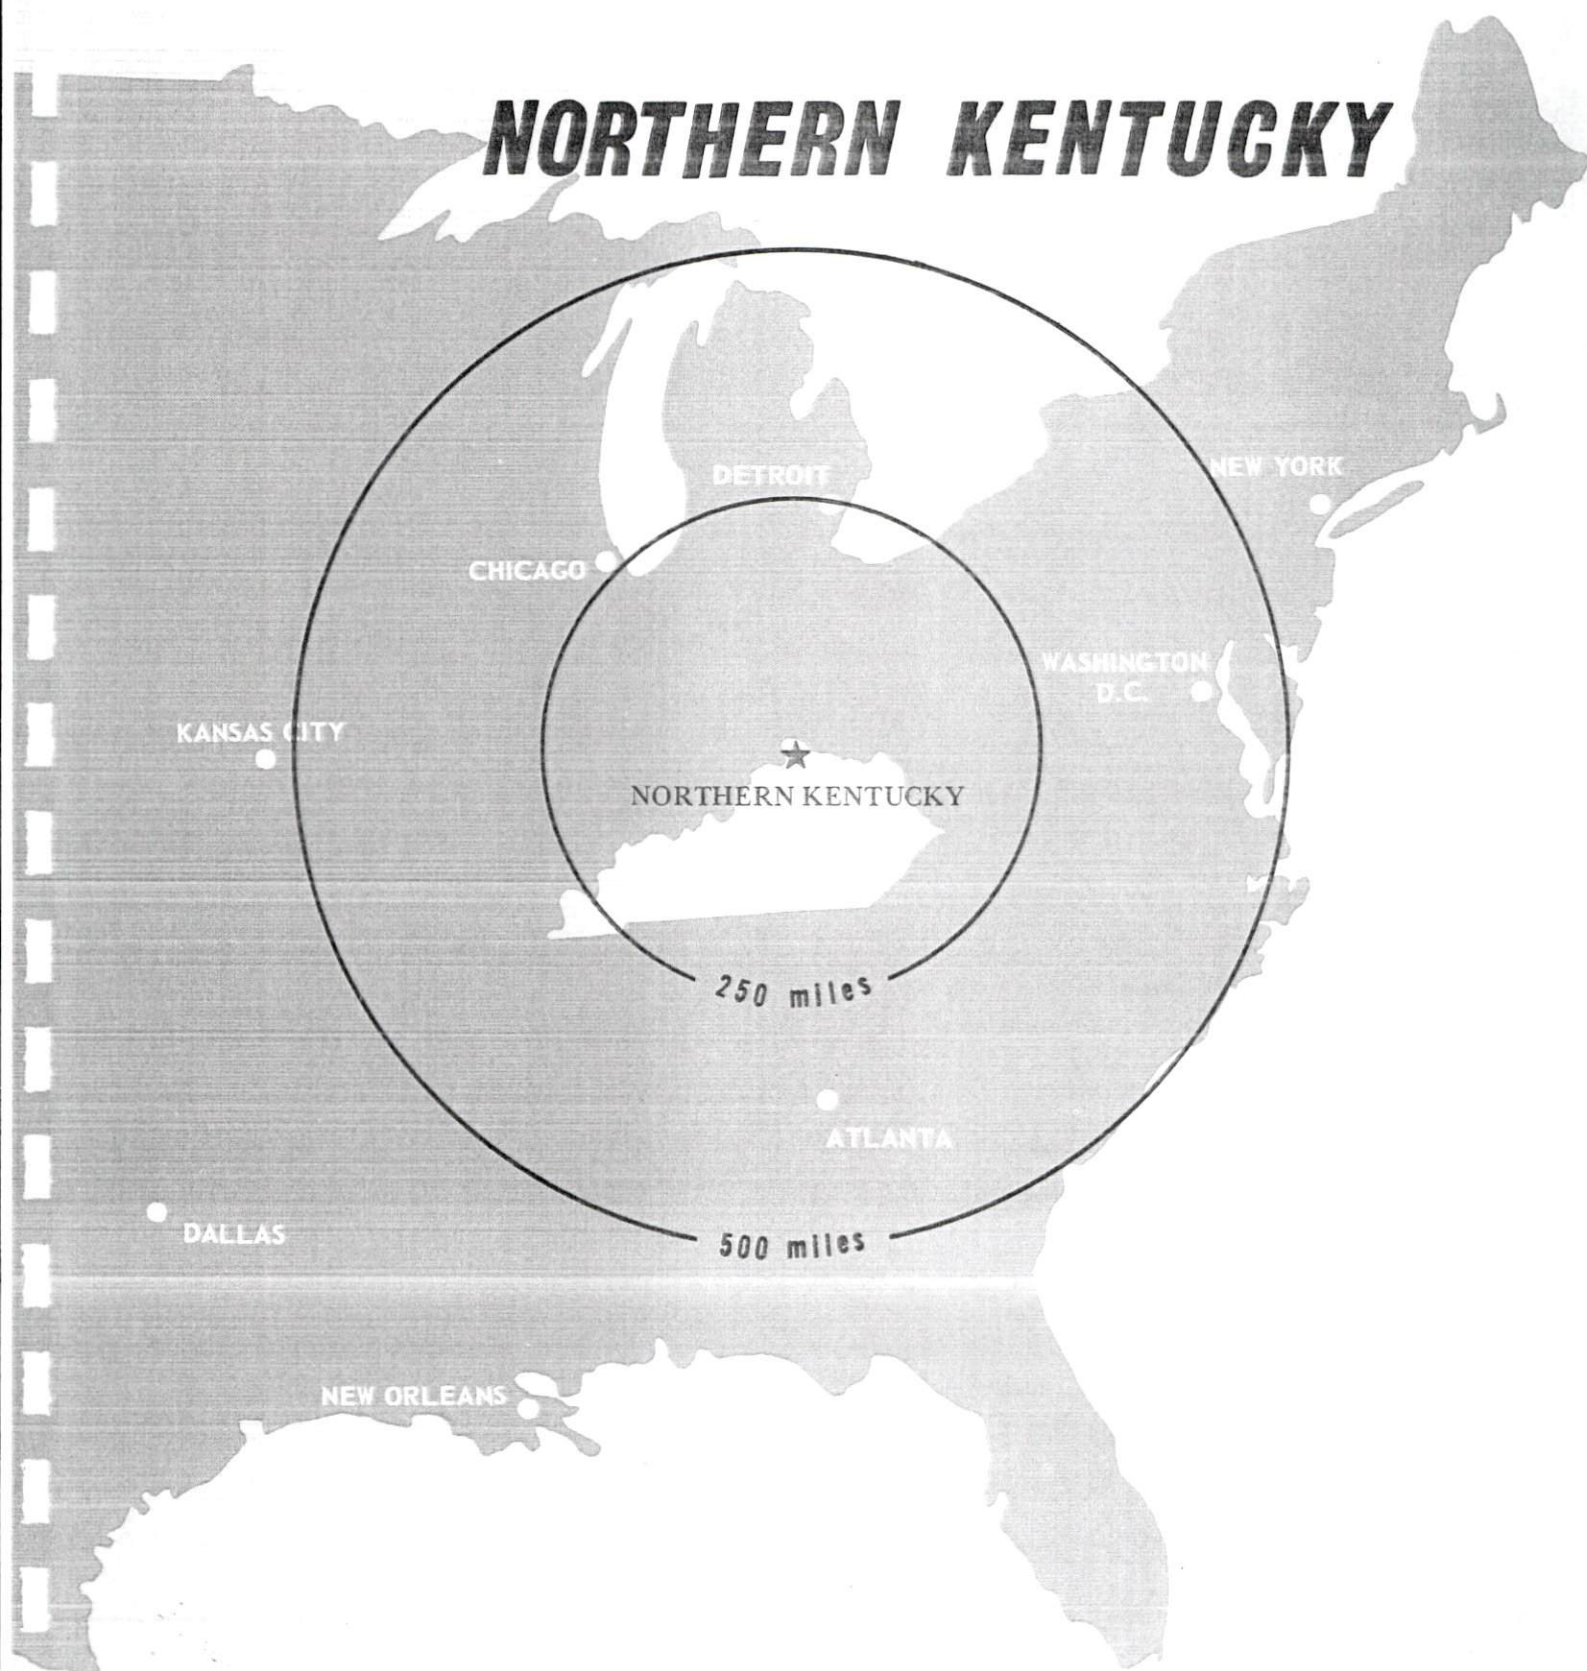 NORTHERN KENTUCKY
DETROIT
NEW YORK
CHICAGO
WASHINGTON
D.C.
KANSAS CITY
NORTHERN KENTUCKY
250 miles
ATLANTA
DALLAS
500 miles
NEW ORLEANS